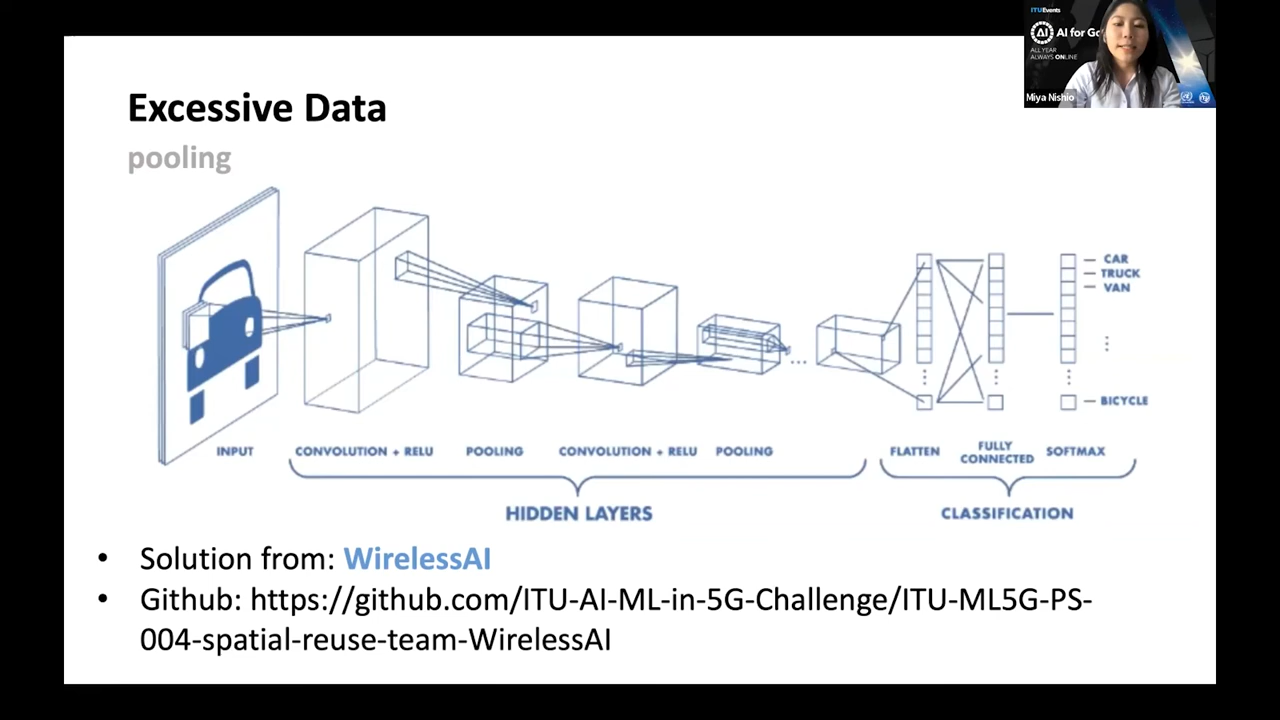 ITUEvents
AI
AI for Go
ALL YEAR
ALWAYS ONLINE
Miya Nishio
Excessive Data
pooling
CAR
TRUCK
VAN
BICYCLE
INPUT
CONVOLUTION + RELU
POOLING
CONVOLUTION + RELU
POOLING
FLATTEN
FULLY
CONNECTED
SOFTMAX
HIDDEN LAYERS
CLASSIFICATION
• Solution from: WirelessAI
• Github: https://github.com/ITU-AI-ML-in-5G-Challenge/ITU-ML5G-PS-
004-spatial-reuse-team-WirelessAI